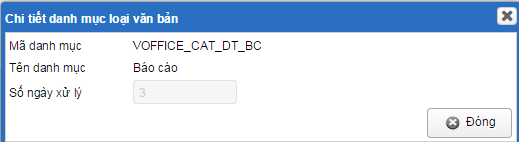 Chi tiết danh mục loại văn bản
Mã danh mục VOFFICE_CAT_DT_BC
Tên danh mục Báo cáo
Số ngày xử lý 3
Đóng